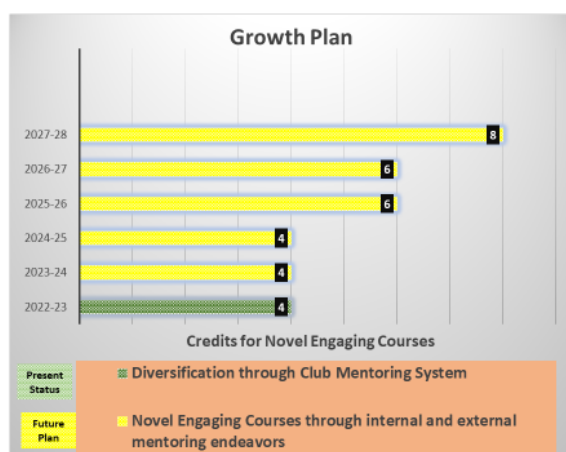 Growth Plan
2027-28
8
2026-27
6
2025-26
6
2024-25
4
2023-24
4
2022-23
4
Credits for Novel Engaging Courses
Present
Status
Diversification through Club Mentoring System
Future
Plan
Novel Engaging Courses through internal and external
mentoring endeavors